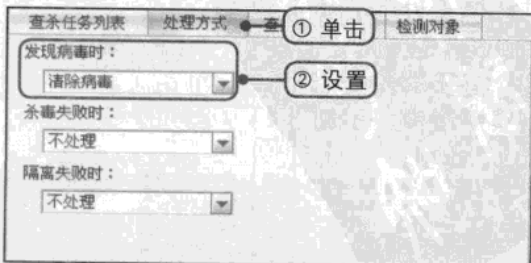 查杀任务列表 处理方式 查 ① 单击 检测对象
发现病毒时：
清除病毒
② 设置
杀毒失败时：
不处理
隔离失败时：
不处理